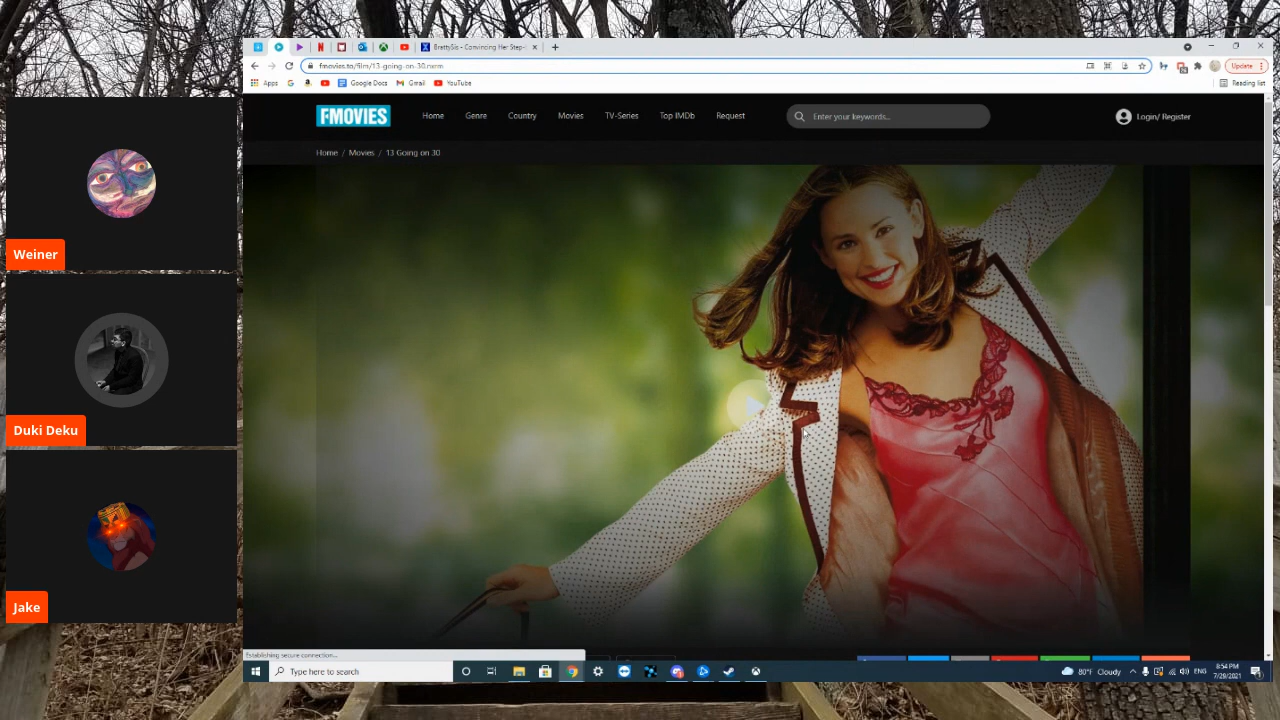 BrettySis - Convincing Her Step-
fmovies.to/film/13-going-on-30.nwm
Update
Apps
Google Docs
Gmail
YouTube
Reading list
FMOVIES
Home
Genre
Country
Movies
TV-Series
Top IMDb
Request
Enter your keywords...
Login/ Register
Home / Movies / 13 Going on 30
Weiner
Duki Deku
Jake
Establishing secure connection...
Type here to search
80°F Cloudy
ENG
8:54 PM
7/29/2021